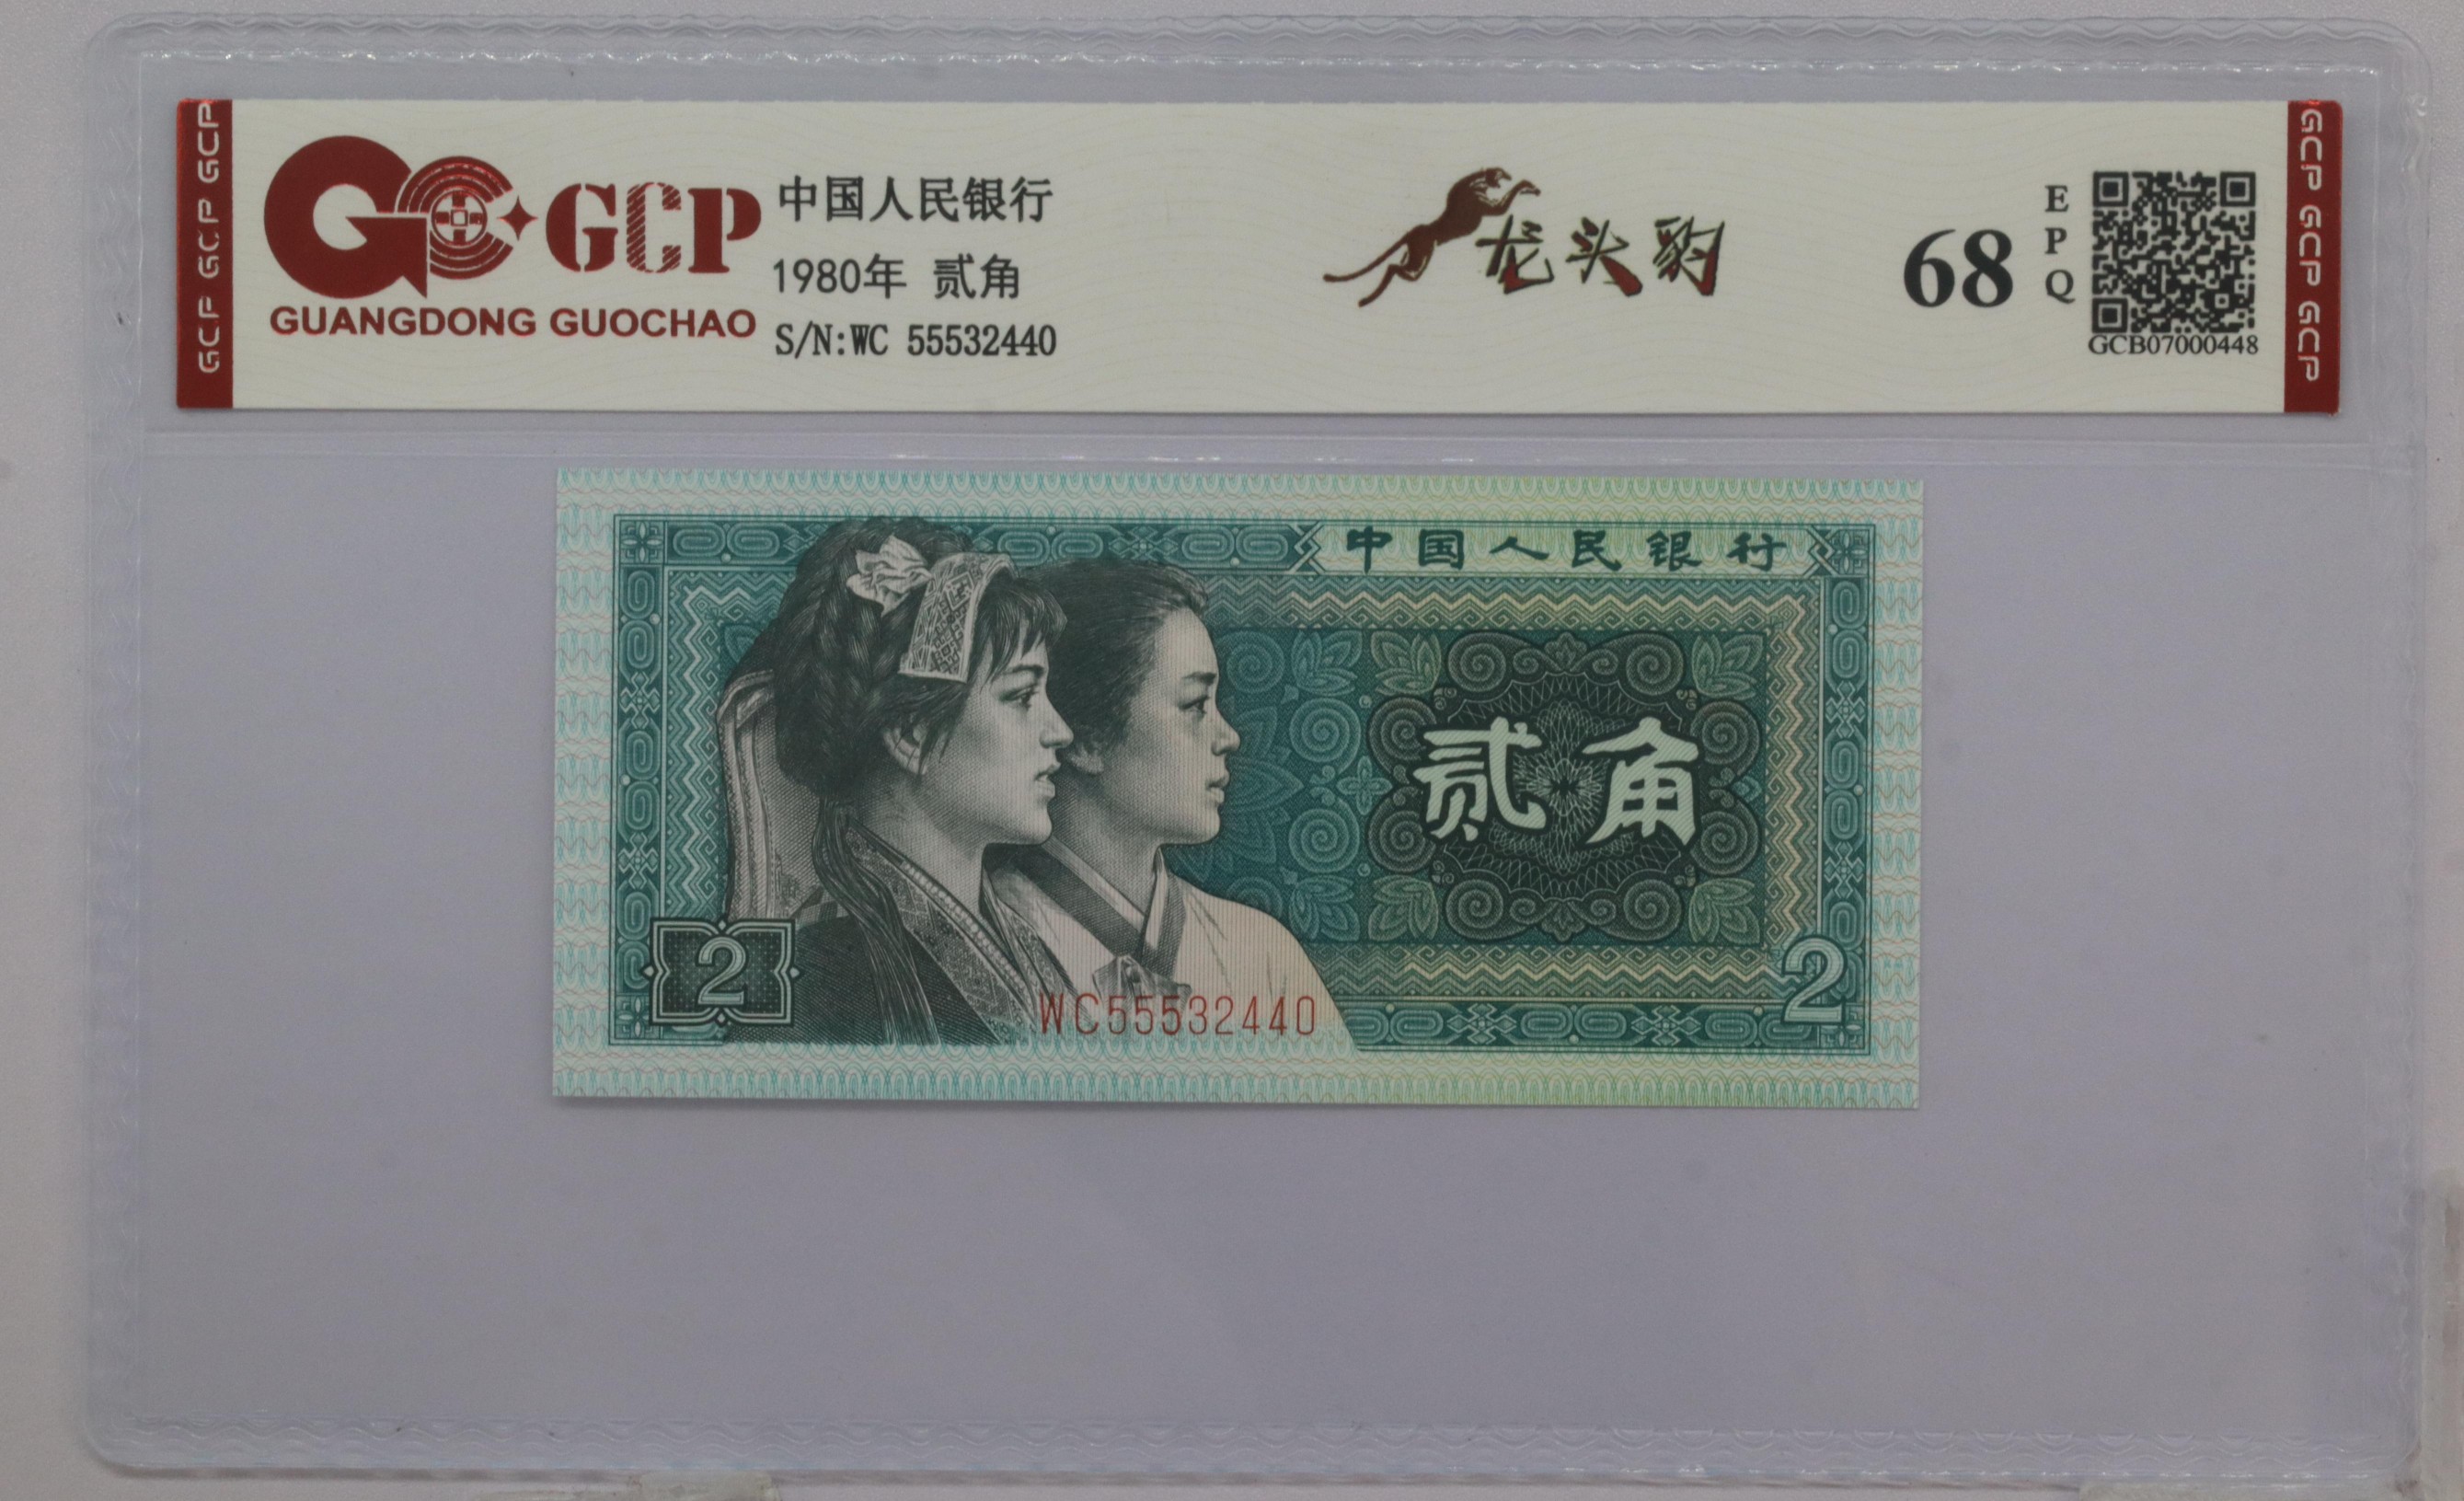 GCP GCP GCP
GCP
GUANGDONG GUOCHAO
中国人民银行
1980年 贰角
S/N:WC 55532440
龙头豹
68
EPQ
GCB07000448
GCP GCP GCP
中国人民银行
贰角
2
WC55532440
2